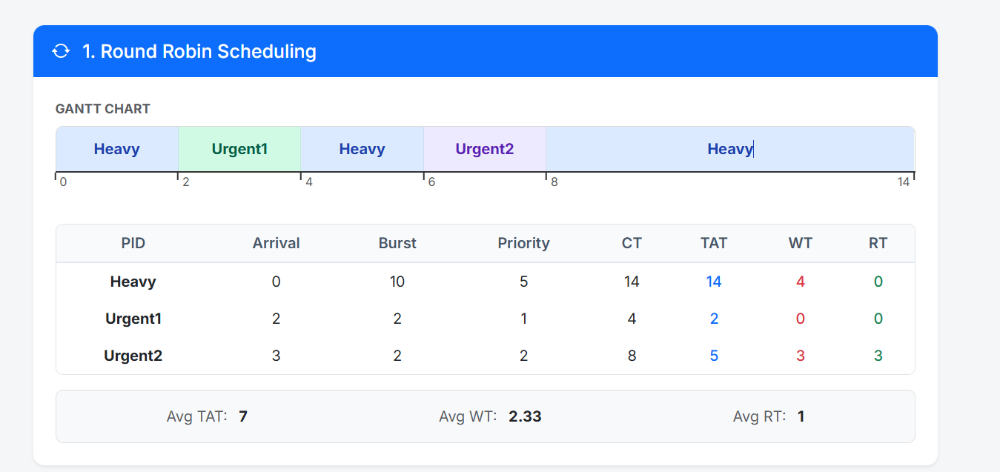 1. Round Robin Scheduling
GANTT CHART
Heavy Urgent1 Heavy Urgent2 Heavy
0 2 4 6 8 14
PID Arrival Burst Priority CT TAT WT RT
Heavy 0 10 5 14 14 4 0
Urgent1 2 2 1 4 2 0 0
Urgent2 3 2 2 8 5 3 3
Avg TAT: 7 Avg WT: 2.33 Avg RT: 1